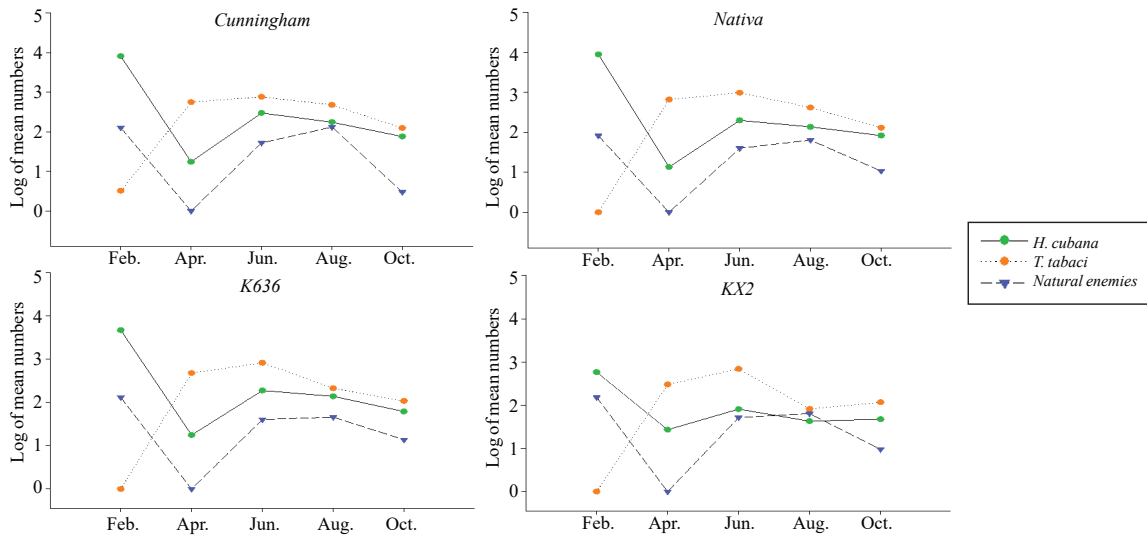 Cunningham
Log of mean numbers
5
4
3
2
1
0
Feb. Apr. Jun. Aug. Oct.
Nativa
Log of mean numbers
5
4
3
2
1
0
Feb. Apr. Jun. Aug. Oct.
H. cubana
T. tabaci
Natural enemies
K636
Log of mean numbers
5
4
3
2
1
0
Feb. Apr. Jun. Aug. Oct.
KX2
Log of mean numbers
5
4
3
2
1
0
Feb. Apr. Jun. Aug. Oct.